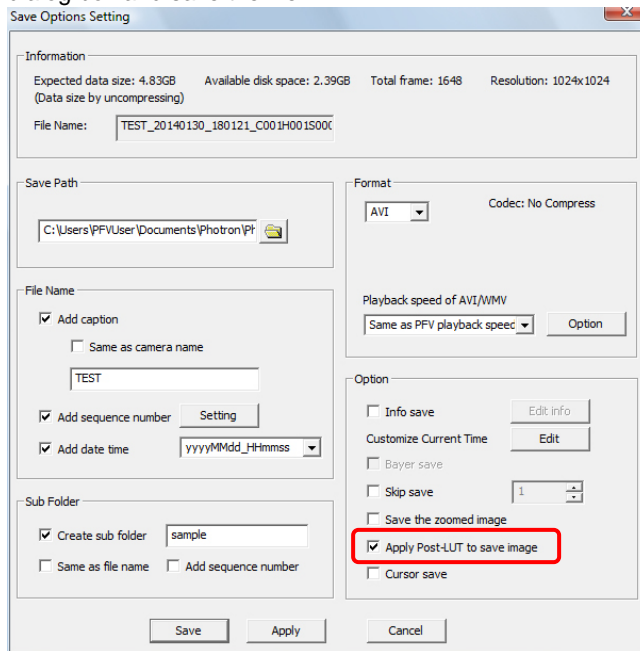 Save Options Setting
Information
Expected data size: 4.83GB Available disk space: 2.39GB Total frame: 1648 Resolution: 1024x1024
(Data size by uncompressing)
File Name: TEST_20140130_180121_C001H001S000
Save Path
C:\Users\PFVUser\Documents\Photron\
File Name
Add caption
Same as camera name
TEST
Add sequence number Setting
Add date time yyyyMMdd_HHmmss
Sub Folder
Create sub folder sample
Same as file name Add sequence number
Format
AVI Codec: No Compress
Playback speed of AVI/WMV
Same as PFV playback speed Option
Option
Info save Edit info
Customize Current Time Edit
Bayer save
Skip save 1
Save the zoomed image
Apply Post-LUT to save image
Cursor save
Save Apply Cancel